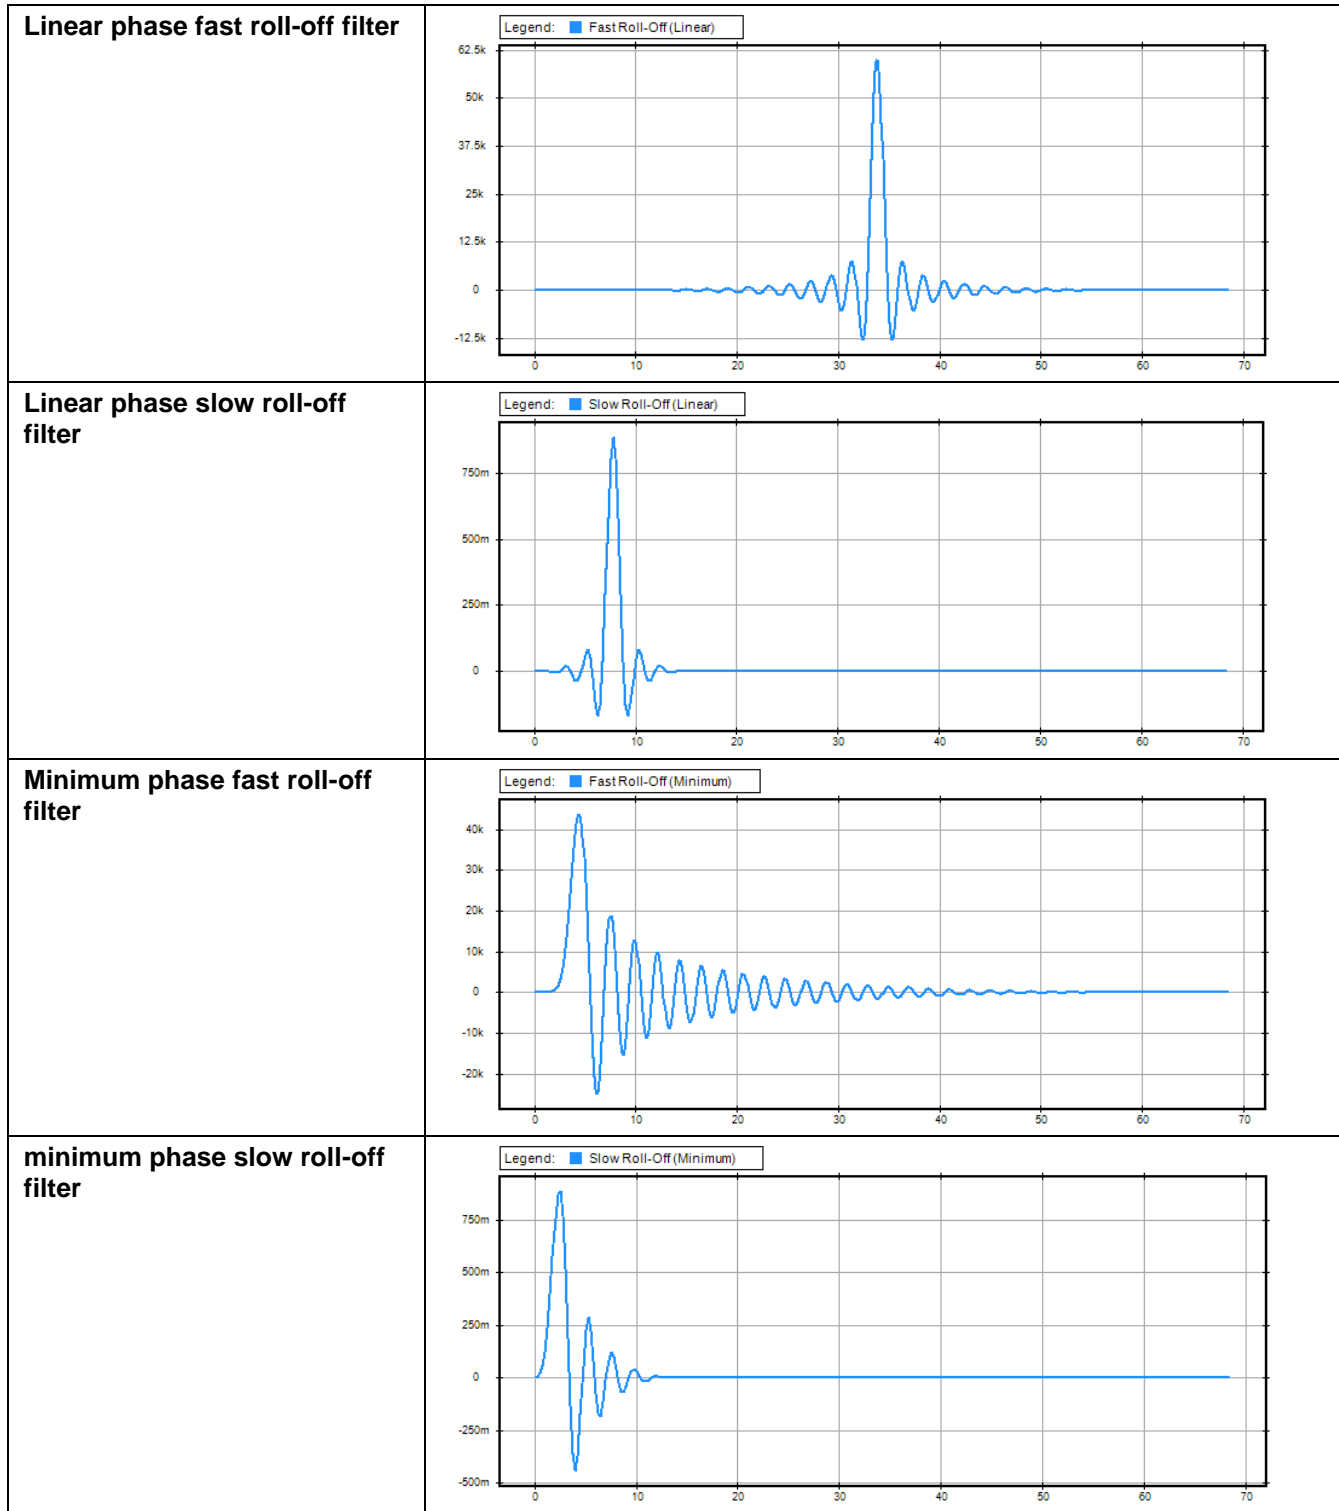 Linear phase fast roll-off filter
Legend: Fast Roll-Off (Linear)
62.5k
50k
37.5k
25k
12.5k
0
-12.5k
0 10 20 30 40 50 60 70
Linear phase slow roll-off
filter
Legend: Slow Roll-Off (Linear)
750m
500m
250m
0
0 10 20 30 40 50 60 70
Minimum phase fast roll-off
filter
Legend: Fast Roll-Off (Minimum)
40k
30k
20k
10k
0
-10k
-20k
0 10 20 30 40 50 60 70
minimum phase slow roll-off
filter
Legend: Slow Roll-Off (Minimum)
750m
500m
250m
0
-250m
-500m
0 10 20 30 40 50 60 70